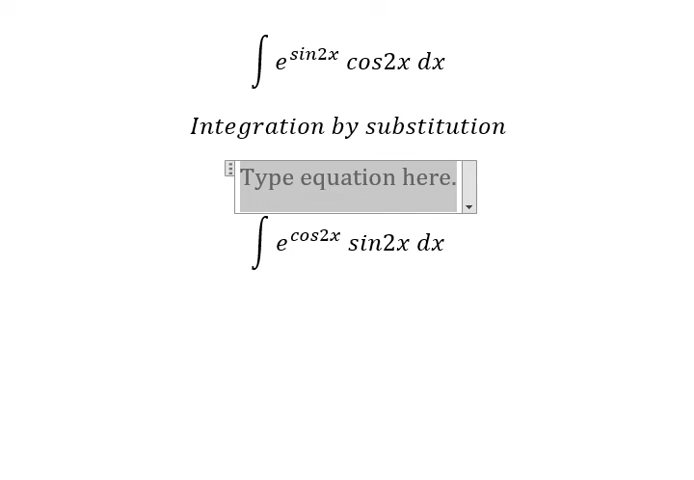 ∫ e^{sin2x} cos2x dx
Integration by substitution
Type equation here.
∫ e^{cos2x} sin2x dx